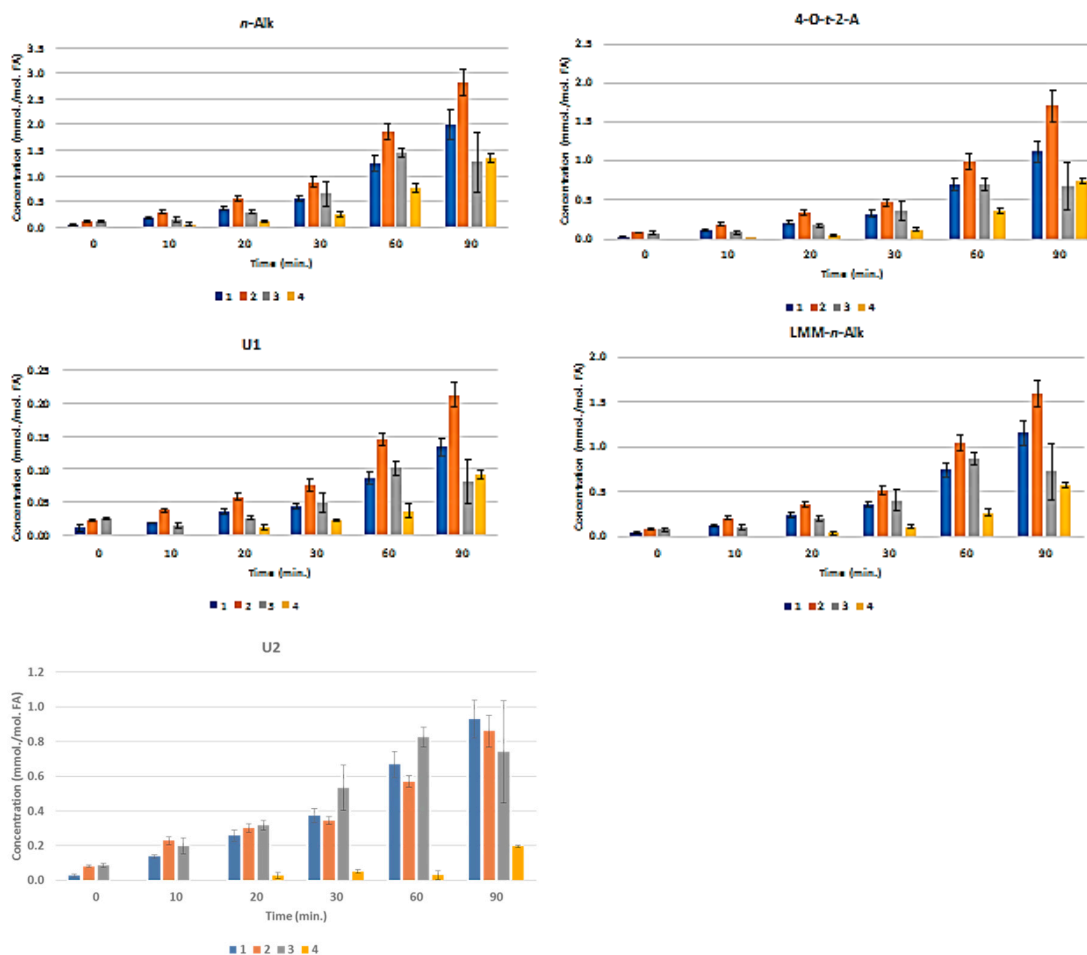 n-Alk
Concentration (mmol./mol. FA)
3.5
3.0
2.5
2.0
1.5
1.0
0.5
0.0
0 10 20 30 60 90
Time (min.)
1 2 3 4
4-O-t-2-A
Concentration (mmol./mol. FA)
2.5
2.0
1.5
1.0
0.5
0.0
0 10 20 30 60 90
Time (min.)
1 2 3 4
U1
Concentration (mmol./mol. FA)
0.25
0.20
0.15
0.10
0.05
0.00
0 10 20 30 60 90
Time (min.)
1 2 3 4
LMM-n-Alk
Concentration (mmol./mol. FA)
2.0
1.5
1.0
0.5
0.0
0 10 20 30 60 90
Time (min.)
1 2 3 4
U2
Concentration (mmol./mol. FA)
1.2
1.0
0.8
0.6
0.4
0.2
0.0
0 10 20 30 60 90
Time (min.)
1 2 3 4